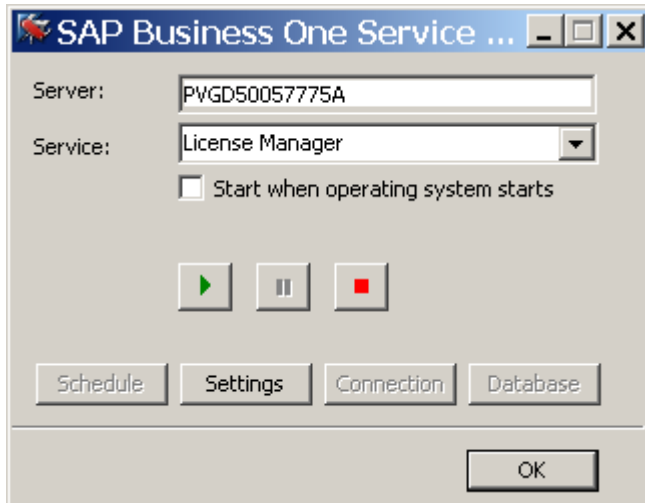 SAP Business One Service ...
Server: PVGD50057775A
Service: License Manager
Start when operating system starts
Schedule Settings Connection Database
OK